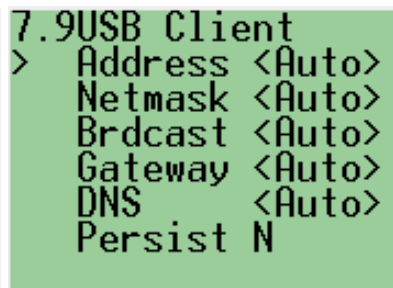 7.9USB Client
>  Address <Auto>
   Netmask <Auto>
   Brdcast <Auto>
   Gateway <Auto>
   DNS     <Auto>
   Persist N